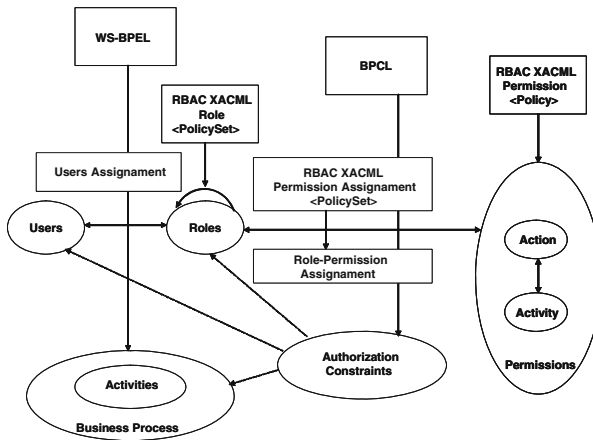 WS-BPEL
BPCL
RBAC XACML
Role
<PolicySet>
RBAC XACML
Permission
<Policy>
Users Assignament
RBAC XACML
Permission Assignament
<PolicySet>
Users
Roles
Role-Permission
Assignament
Action
Activity
Permissions
Authorization
Constraints
Activities
Business Process